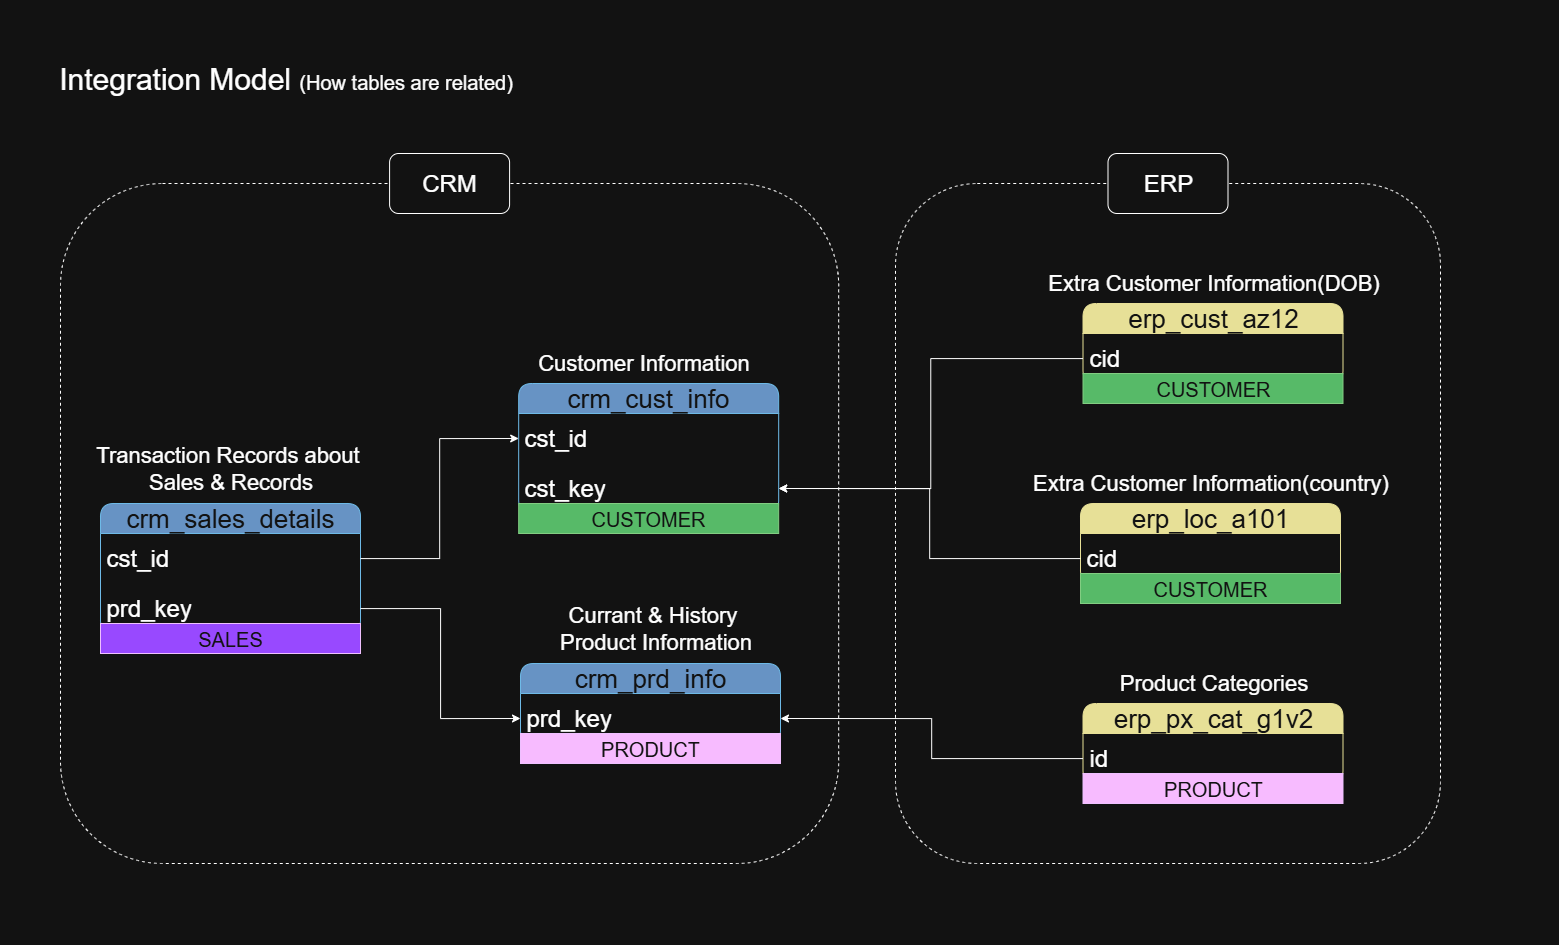 Integration Model (How tables are related)
CRM
Transaction Records about
Sales & Records
crm_sales_details
cst_id
prd_key
SALES
Customer Information
crm_cust_info
cst_id
cst_key
CUSTOMER
Currant & History
Product Information
crm_prd_info
prd_key
PRODUCT
ERP
Extra Customer Information(DOB)
erp_cust_az12
cid
CUSTOMER
Extra Customer Information(country)
erp_loc_a101
cid
CUSTOMER
Product Categories
erp_px_cat_g1v2
id
PRODUCT